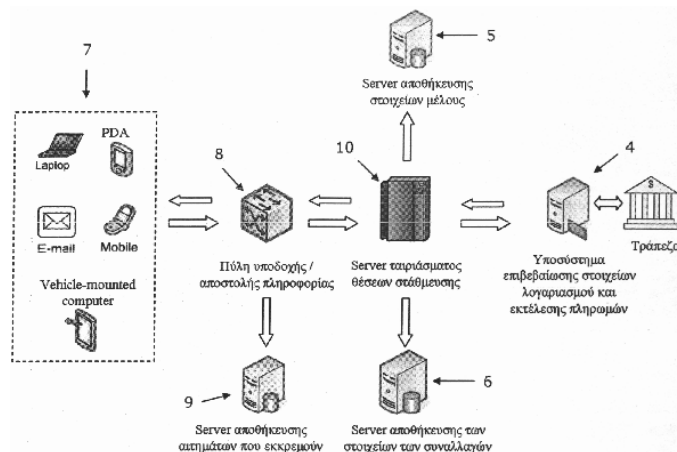 7
5
Server αποθήκευσης
στοιχείων μέλους
PDA
Laptop
8
10
4
E-mail
Mobile
Τράπεζα
Πύλη υποδοχής /
αποστολής πληροφορίας
Server ταιριάσματος
θέσεων στάθμευσης
Υποσύστημα
επιβεβαίωσης στοιχείων
λογαριασμού και
εκτέλεσης πληρωμών
Vehicle-mounted
computer
9
6
Server αποθήκευσης
αιτημάτων που εκκρεμούν
Server αποθήκευσης των
στοιχείων των συναλλαγών